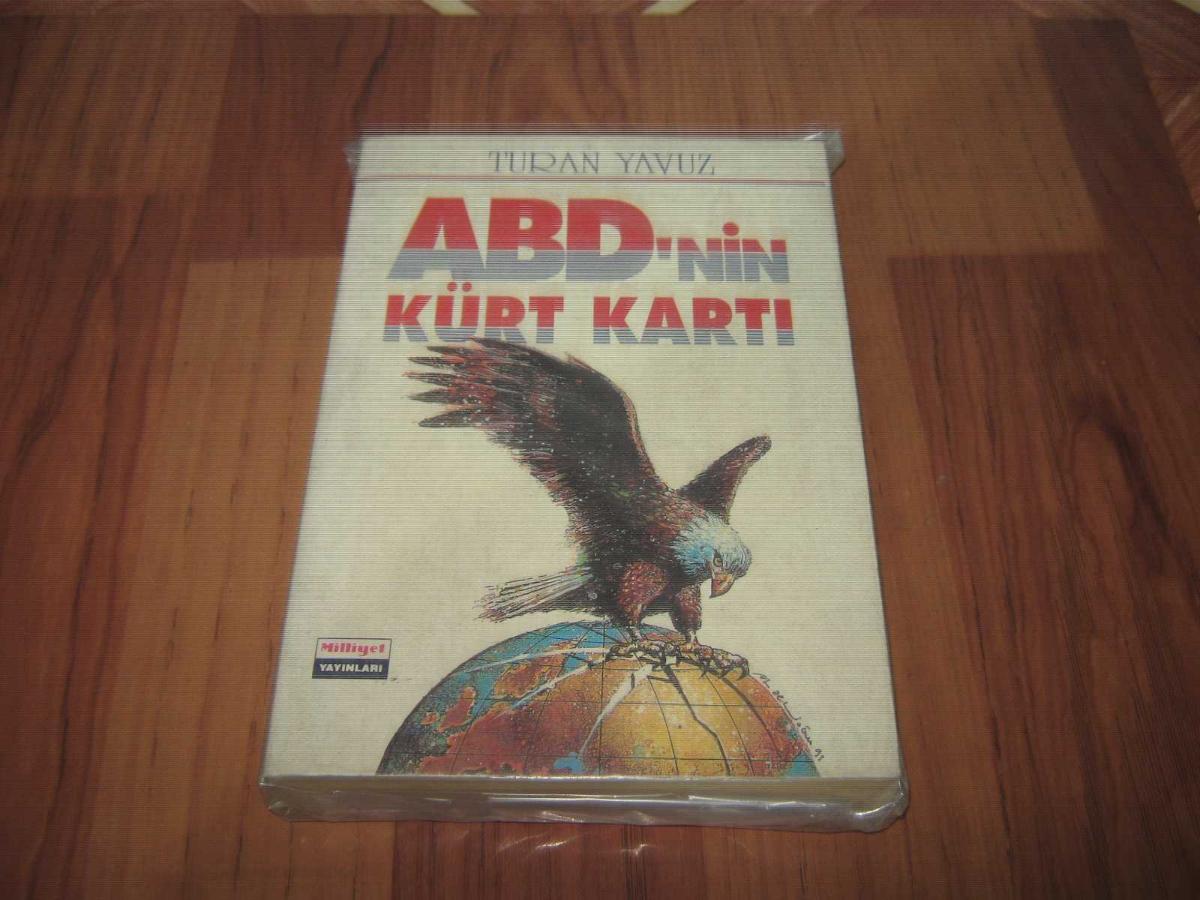 TURAN YAVUZ
ABD'NİN
KÜRT KARTI
Milliyet
YAYINLARI